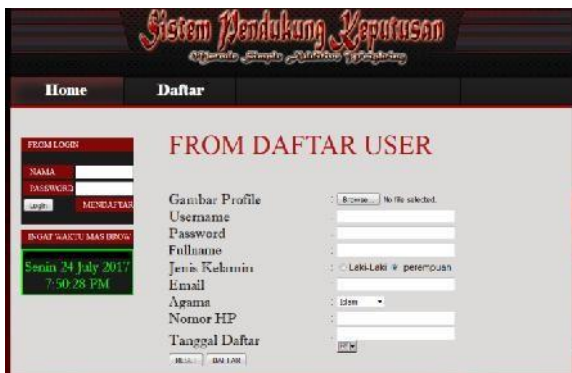 Sistem Pendukung Keputusan
Simple
Home
Daftar
FROM LOGIN
NAMA
PASSWORD
Login
MENDAFTAR
INGAT WAKTU MAS BROW
Senin 24 July 2017
7:50:28 PM
FROM DAFTAR USER
Gambar Profile : Browse... No file selected.
Username :
Password :
Fullname :
Jenis Kelamin : Laki-Laki perempuan
Email :
Agama : Islam
Nomor HP :
Tanggal Daftar :
RESET DAFTAR